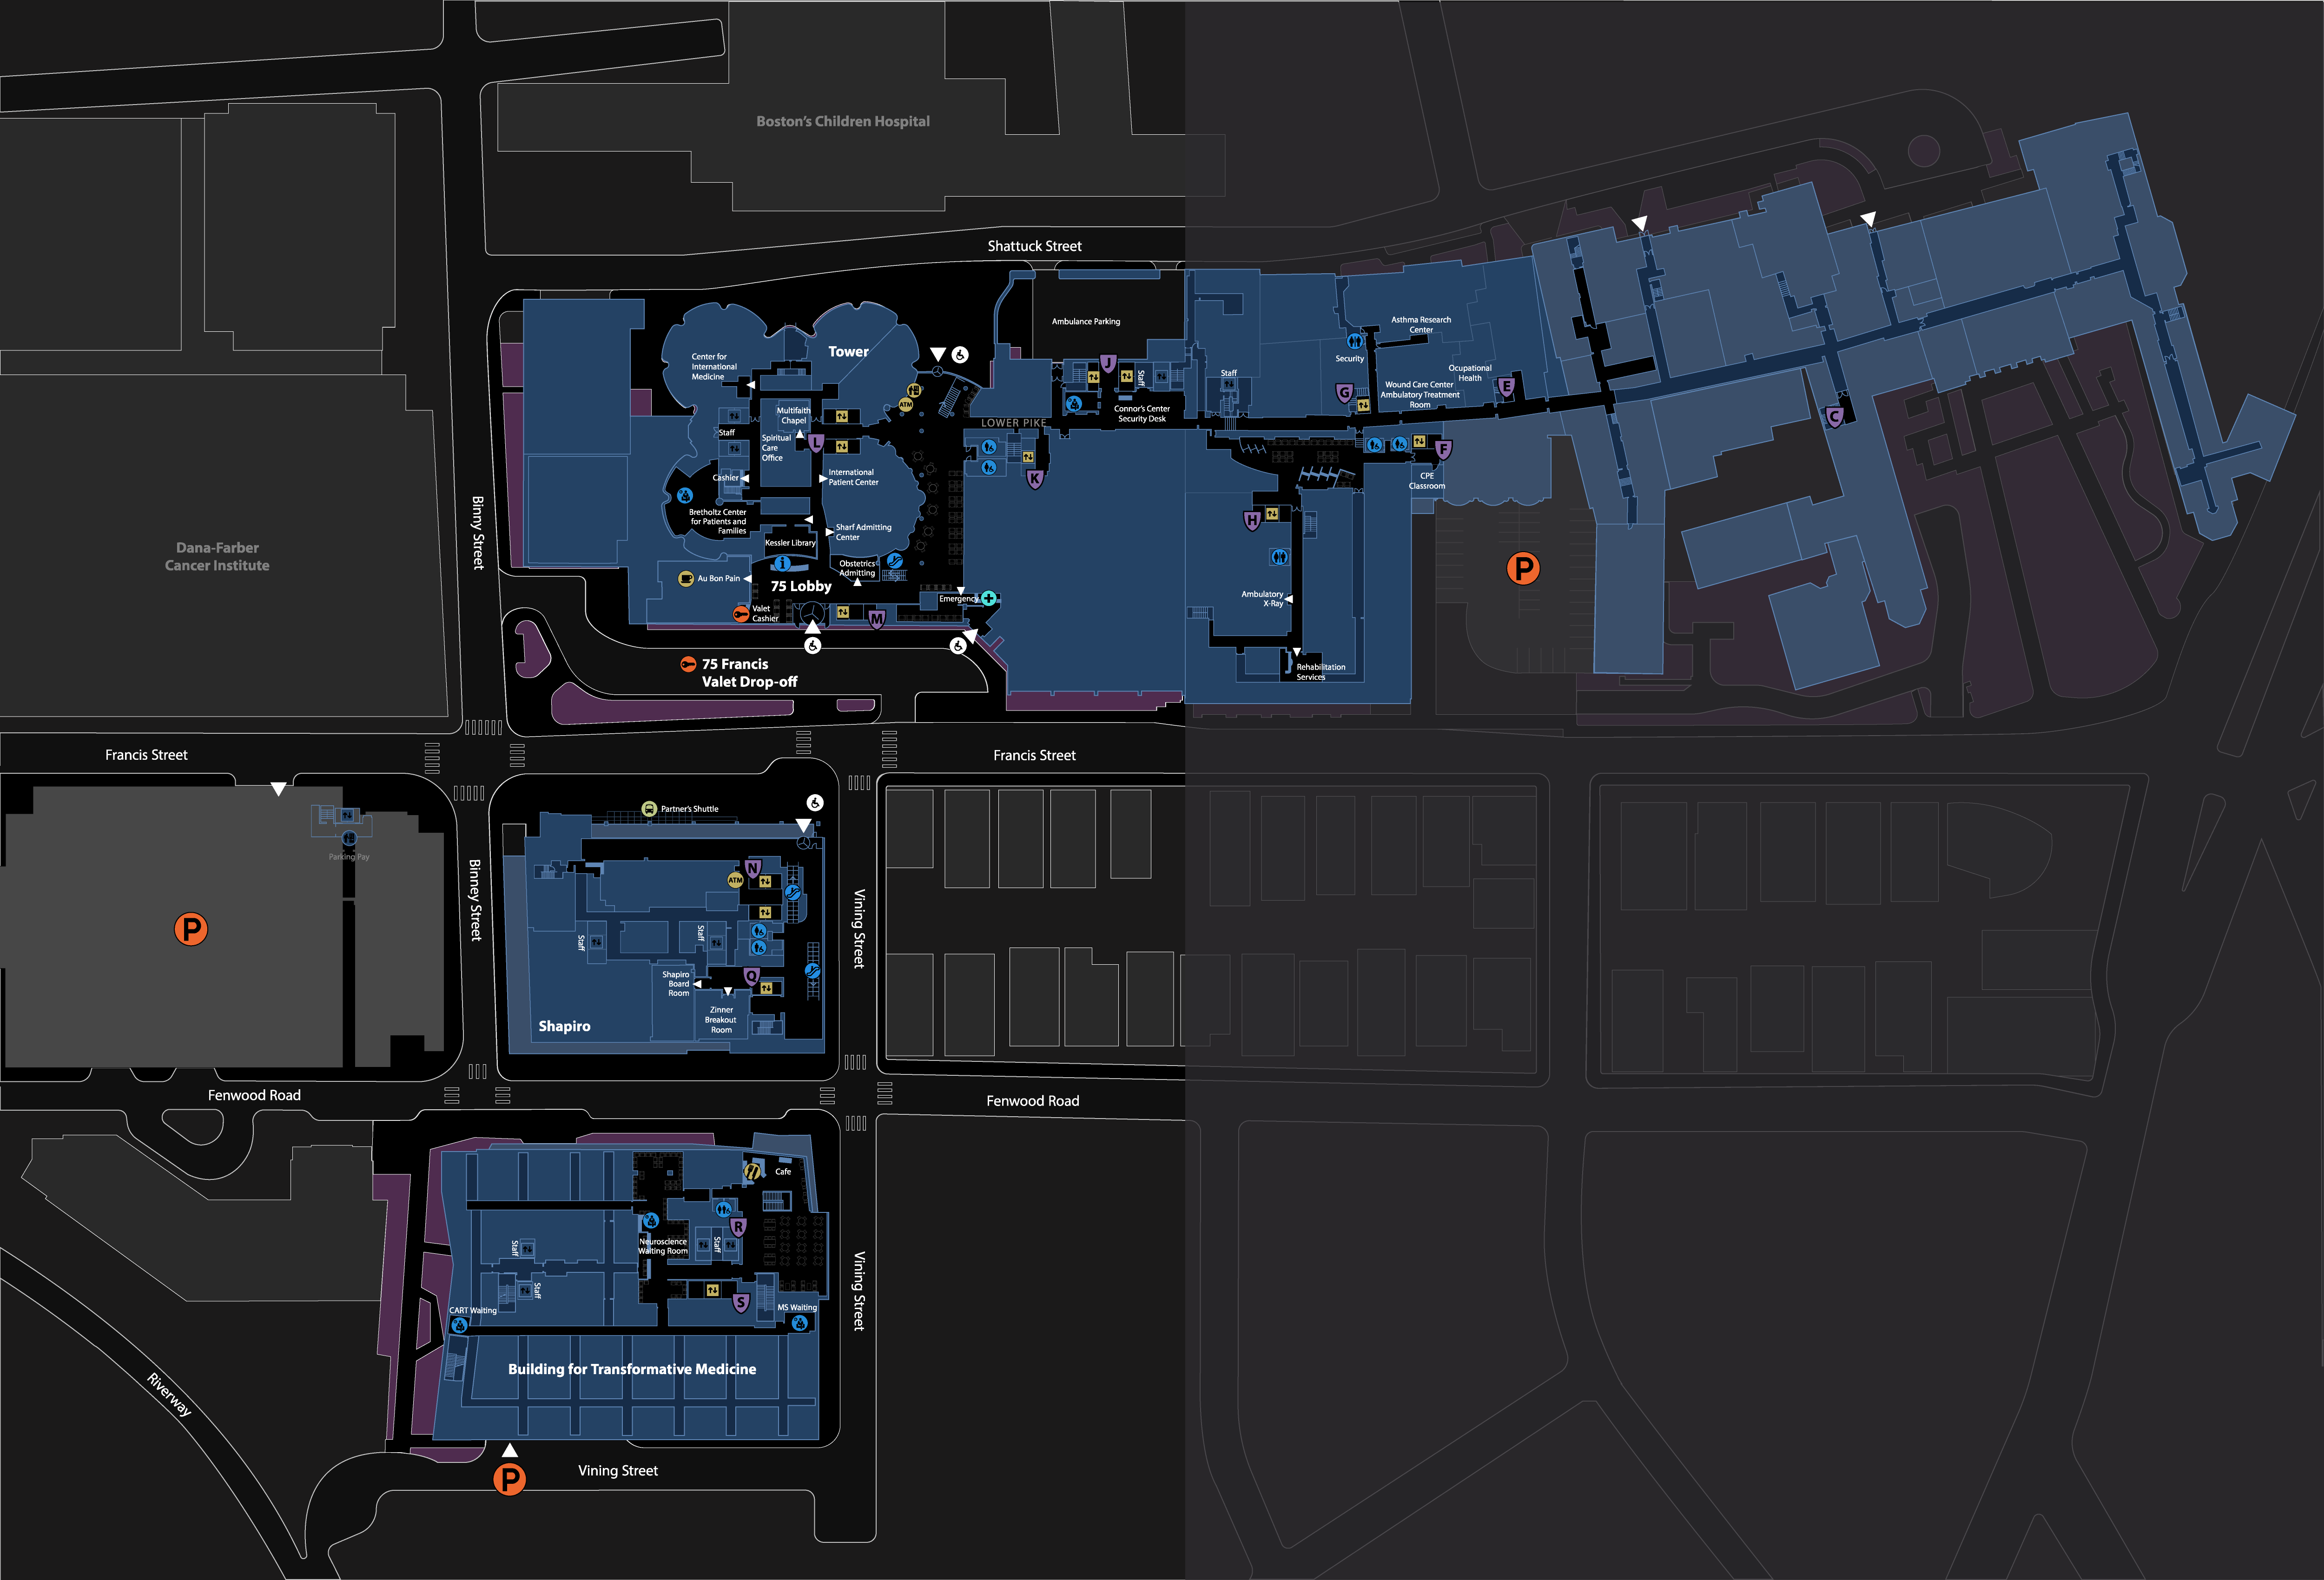 Boston's Children Hospital
Shattuck Street
Ambulance Parking
Asthma Research
Center
Tower
Center for
International
Medicine
Security
Staff
Staff
Ocupational
Health
J
G
E
Wound Care Center
Ambulatory Treatment
Room
ATM
Multifaith
Chapel
Connor's Center
Security Desk
C
LOWER PIKE
Staff
Spiritual
Care
Office
L
F
K
Cashier
International
Patient Center
CPE
Classroom
Bretholtz Center
for Patients and
Families
H
Binny Street
Sharf Admitting
Center
Kessler Library
Dana-Farber
Cancer Institute
i
Obstetrics
Admitting
P
Au Bon Pain
75 Lobby
Emergency
Ambulatory
X-Ray
Valet
Cashier
M
75 Francis
Valet Drop-off
Rehabilitation
Services
Francis Street
Francis Street
Partner's Shuttle
Parking Pay
N
ATM
P
Binney Street
Vining Street
Staff
Staff
Shapiro
Board
Room
Q
Zinner
Breakout
Room
Shapiro
Fenwood Road
Fenwood Road
Cafe
R
Neuroscience
Waiting Room
Staff
Staff
Staff
S
CART Waiting
MS Waiting
Vining Street
Building for Transformative Medicine
Riverway
P
Vining Street